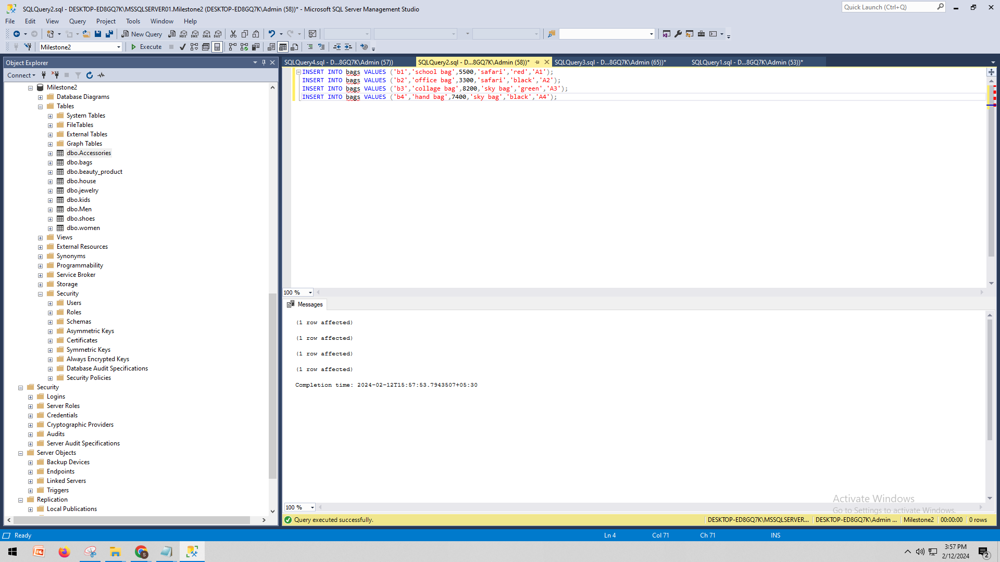 SQLQuery2.sql - DESKTOP-ED8GQ7K\MSSQLSERVER01.Milestone2 (DESKTOP-ED8GQ7K\Admin (58))* - Microsoft SQL Server Management Studio
Quick Launch (Ctrl+Q)
File Edit View Query Project Tools Window Help
New Query
MDX DMX XMLA DAX
Milestone2
Execute
Object Explorer
Connect
Milestone2
Database Diagrams
Tables
System Tables
FileTables
External Tables
Graph Tables
dbo.Accessories
dbo.bags
dbo.beauty_product
dbo.house
dbo.jewelry
dbo.kids
dbo.Men
dbo.shoes
dbo.women
Views
External Resources
Synonyms
Programmability
Service Broker
Storage
Security
Users
Roles
Schemas
Asymmetric Keys
Certificates
Symmetric Keys
Always Encrypted Keys
Database Audit Specifications
Security Policies
Security
Logins
Server Roles
Credentials
Cryptographic Providers
Audits
Server Audit Specifications
Server Objects
Backup Devices
Endpoints
Linked Servers
Triggers
Replication
Local Publications
SQLQuery4.sql - D...8GQ7K\Admin (57))
SQLQuery2.sql - D...8GQ7K\Admin (58))*
SQLQuery3.sql - D...8GQ7K\Admin (65))*
SQLQuery1.sql - D...8GQ7K\Admin (53))*
INSERT INTO bags VALUES ('b1','school bag',5500,'safari','red','A1');
INSERT INTO bags VALUES ('b2','office bag',3300,'safari','black','A2');
INSERT INTO bags VALUES ('b3','collage bag',8200,'sky bag','green','A3');
INSERT INTO bags VALUES ('b4','hand bag',7400,'sky bag','black','A4');
100 %
Messages
(1 row affected)
(1 row affected)
(1 row affected)
(1 row affected)
Completion time: 2024-02-12T15:57:53.7943507+05:30
Activate Windows
Go to Settings to activate Windows.
100 %
Query executed successfully.
DESKTOP-ED8GQ7K\MSSQLSERVER... DESKTOP-ED8GQ7K\Admin ... Milestone2 00:00:00 0 rows
Ready
Ln 4
Col 71
Ch 71
INS
S
3:57 PM
2/12/2024
2